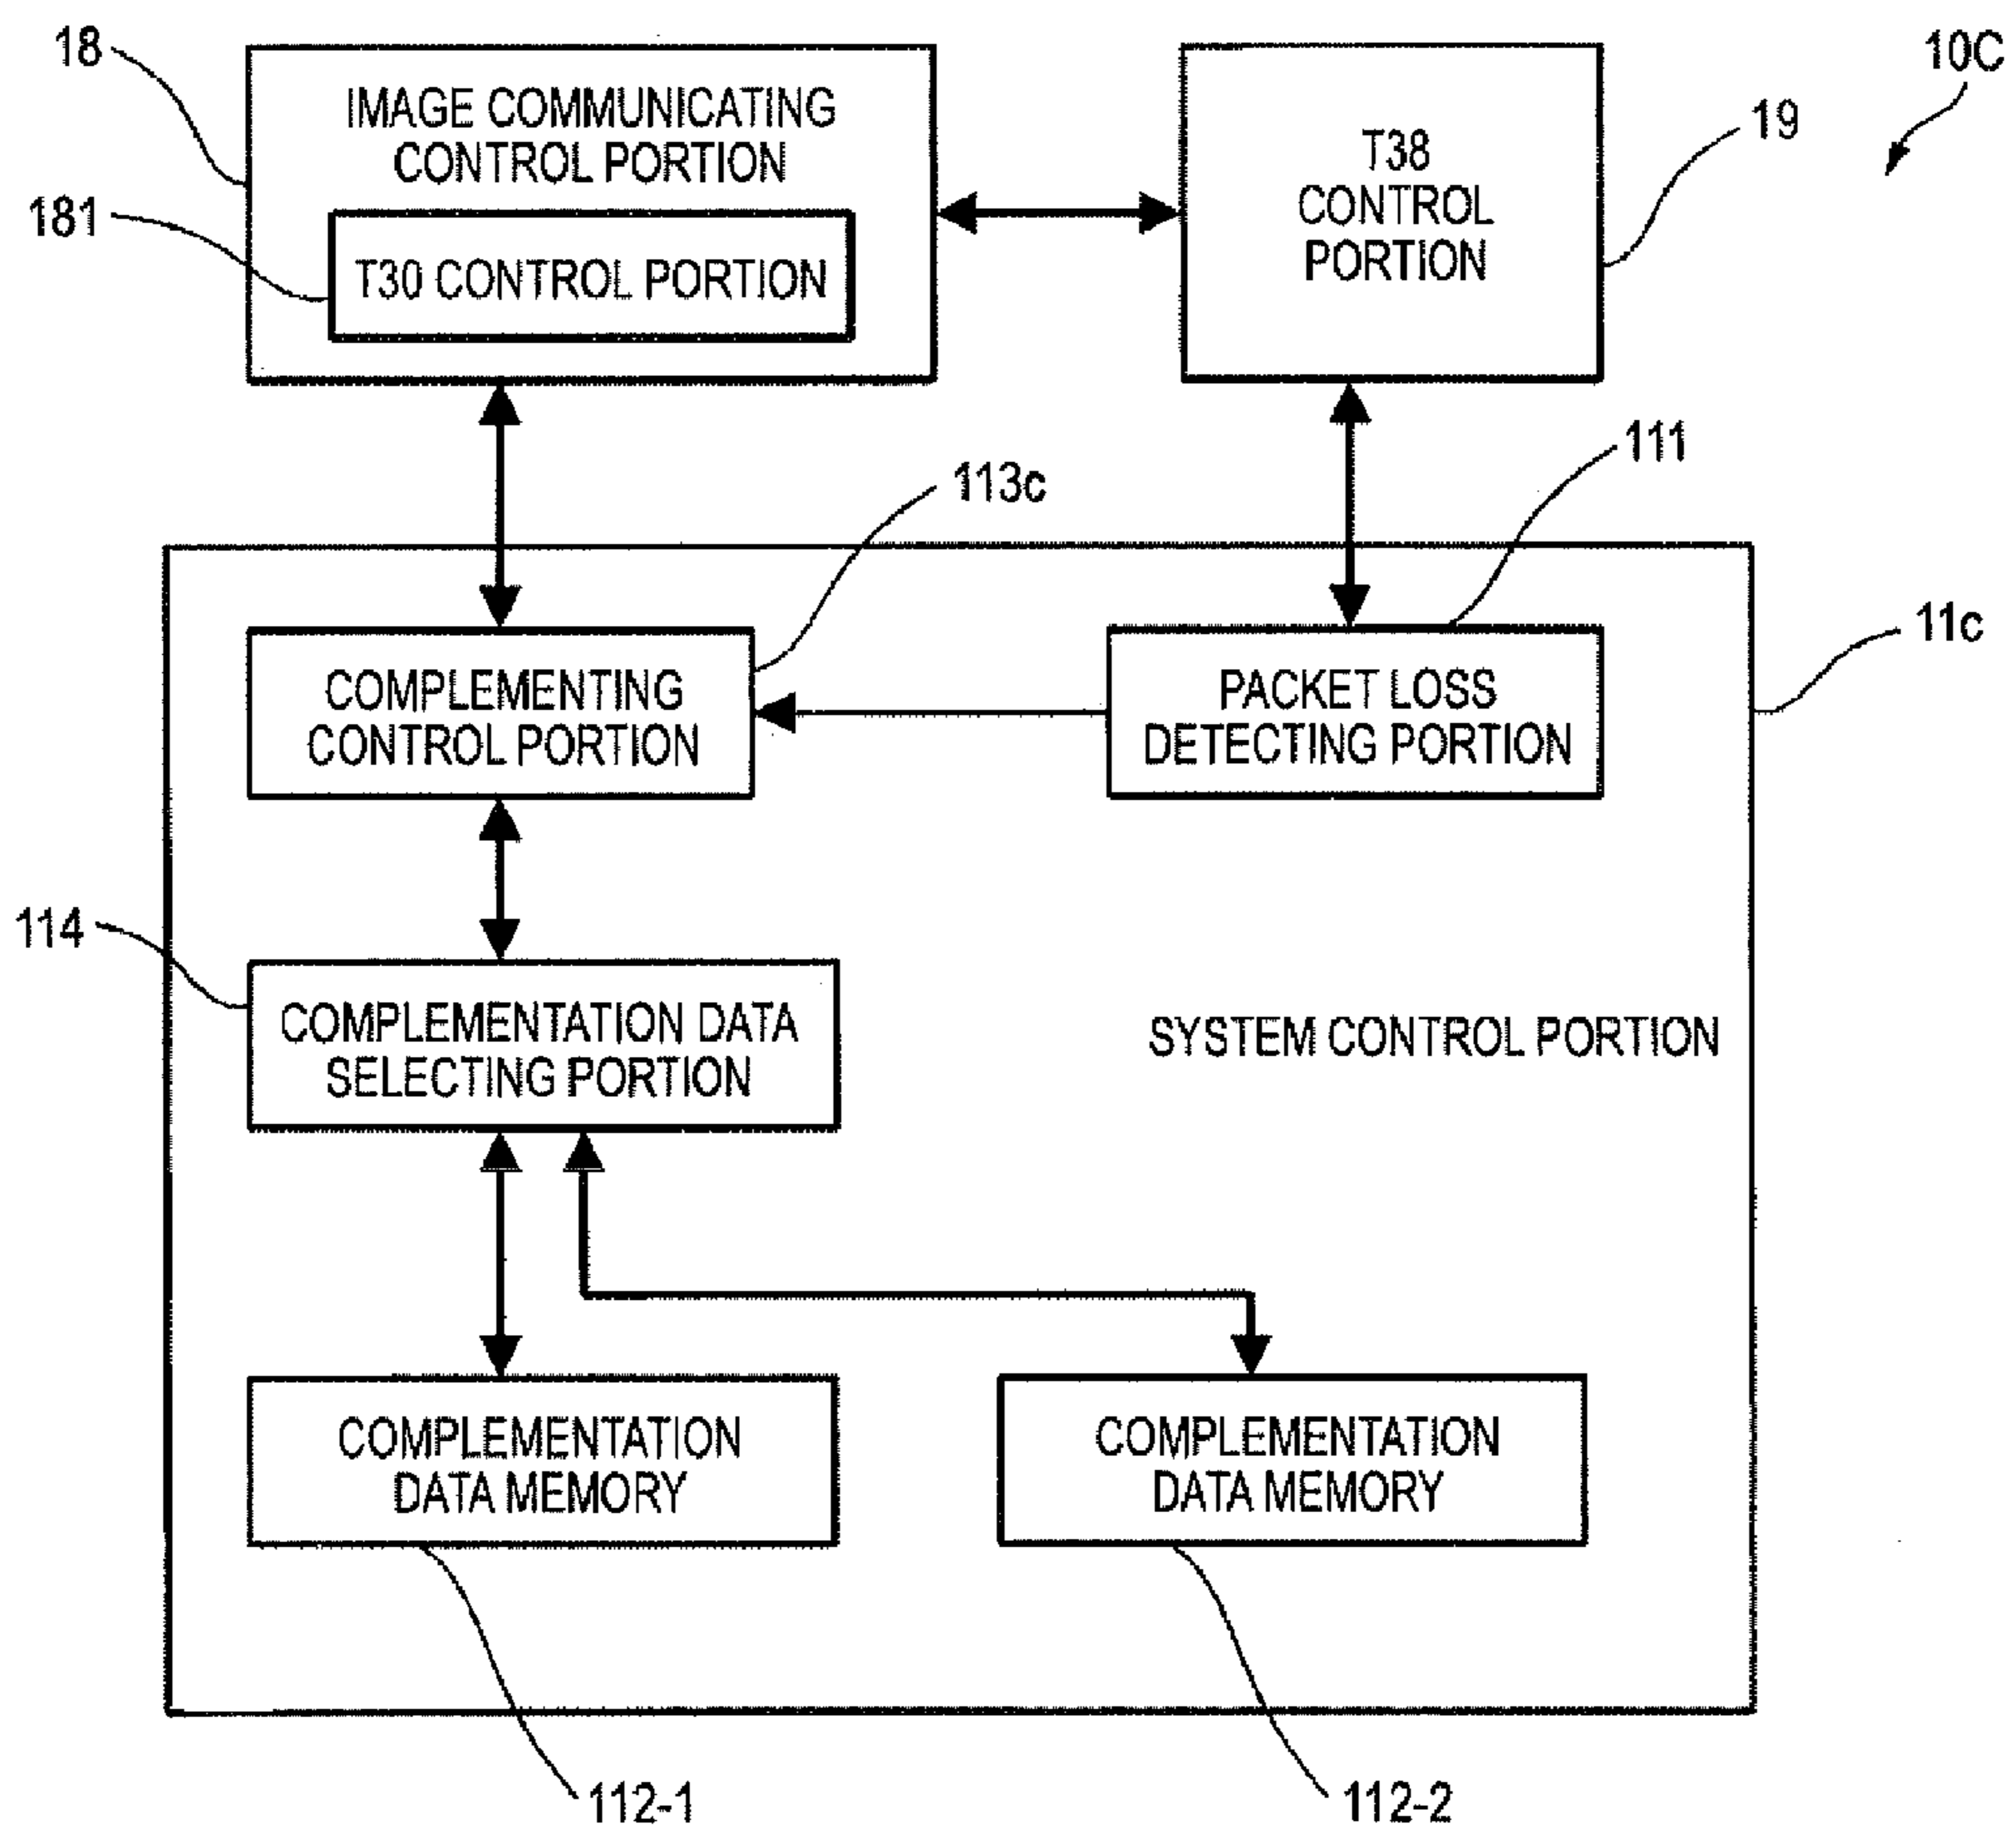 18
10C
IMAGE COMMUNICATING
CONTROL PORTION
T38
CONTROL
PORTION
19
181
T30 CONTROL PORTION
111
113c
11c
COMPLEMENTING
CONTROL PORTION
PACKET LOSS
DETECTING PORTION
114
COMPLEMENTATION DATA
SELECTING PORTION
SYSTEM CONTROL PORTION
COMPLEMENTATION
DATA MEMORY
COMPLEMENTATION
DATA MEMORY
112-1
112-2